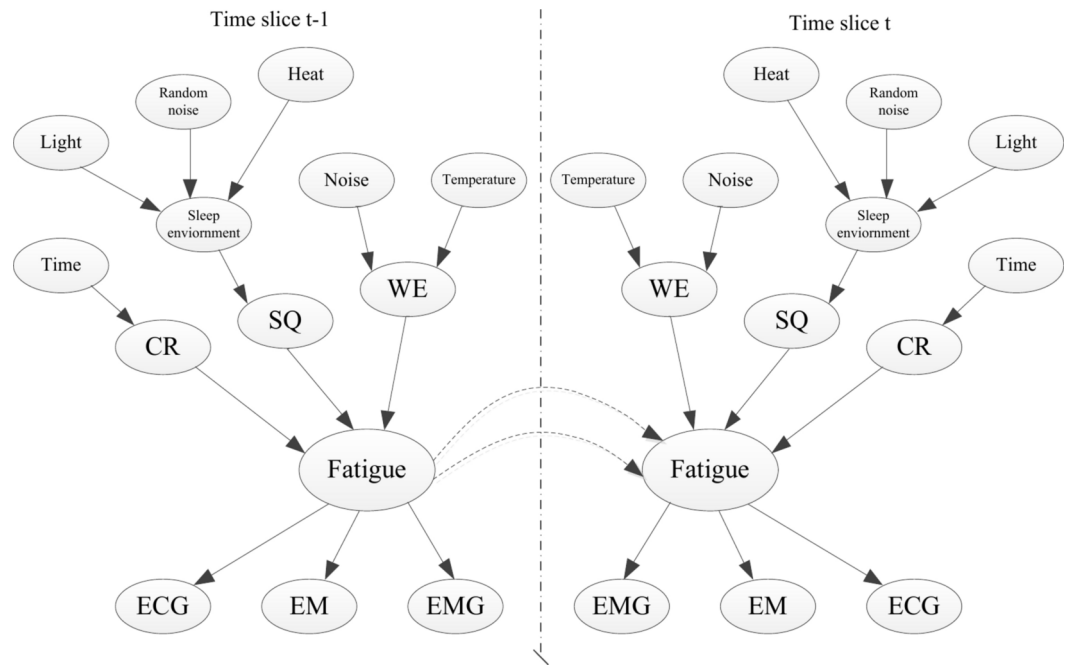 Time slice t-1
Heat
Random
noise
Light
Noise
Temperature
Sleep
enviornment
Time
WE
SQ
CR
Fatigue
ECG
EM
EMG
Time slice t
Heat
Random
noise
Light
Temperature
Noise
Sleep
enviornment
Time
WE
SQ
CR
Fatigue
EMG
EM
ECG